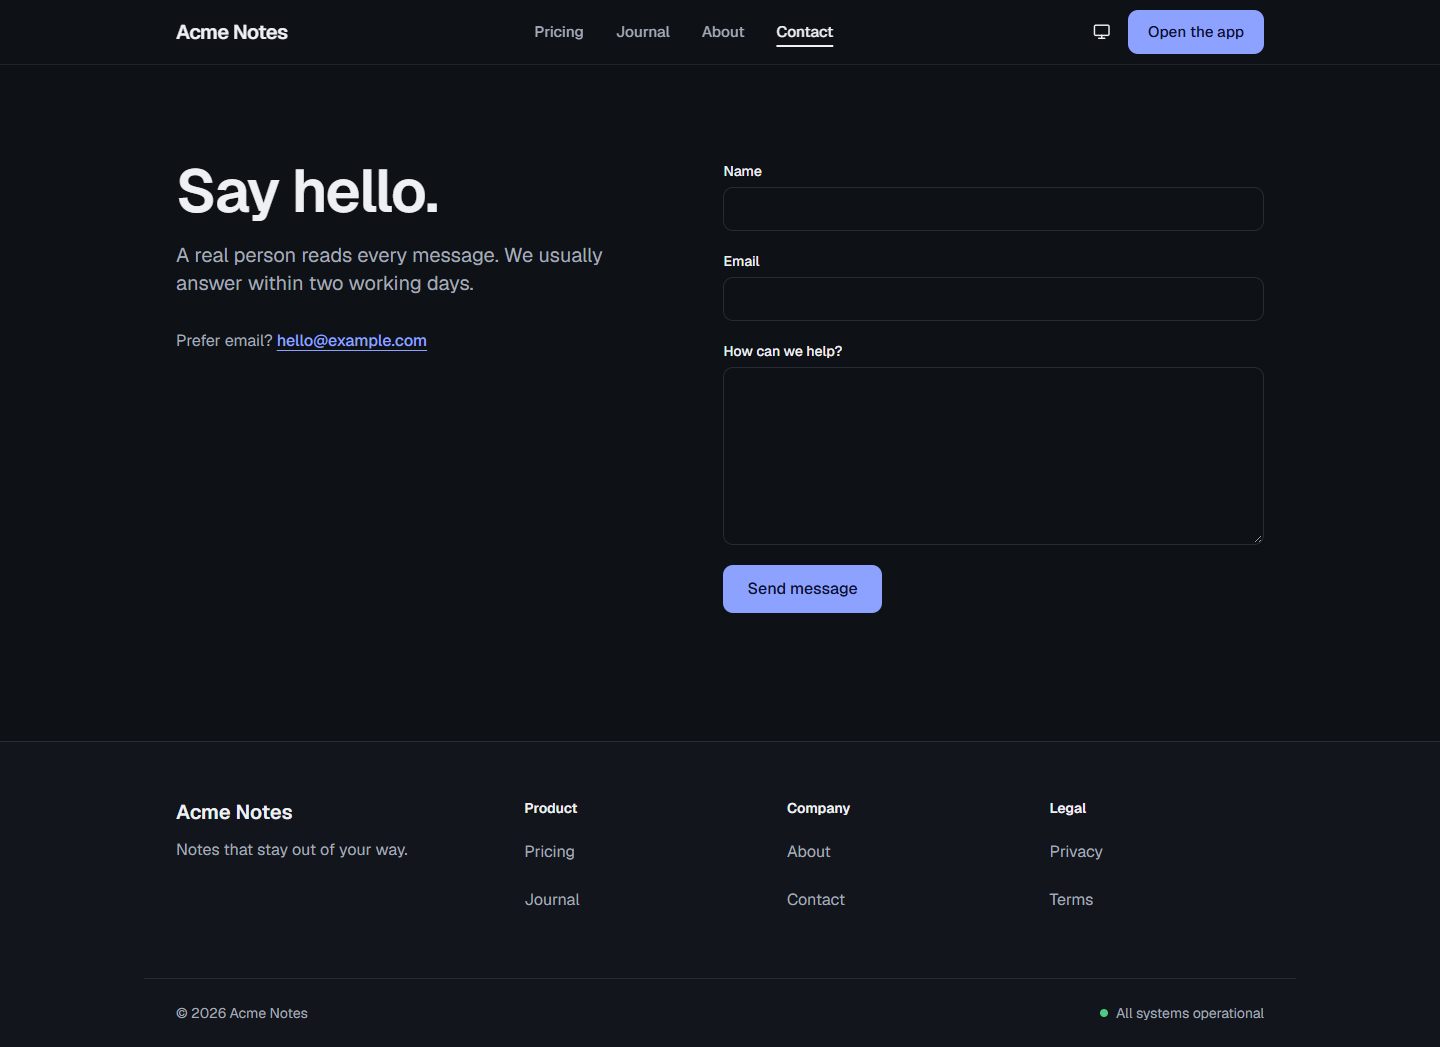 Acme Notes
Pricing
Journal
About
Contact
Open the app
Say hello.
A real person reads every message. We usually
answer within two working days.
Prefer email? hello@example.com
Name
Email
How can we help?
Send message
Acme Notes
Notes that stay out of your way.
Product
Pricing
Journal
Company
About
Contact
Legal
Privacy
Terms
© 2026 Acme Notes
All systems operational